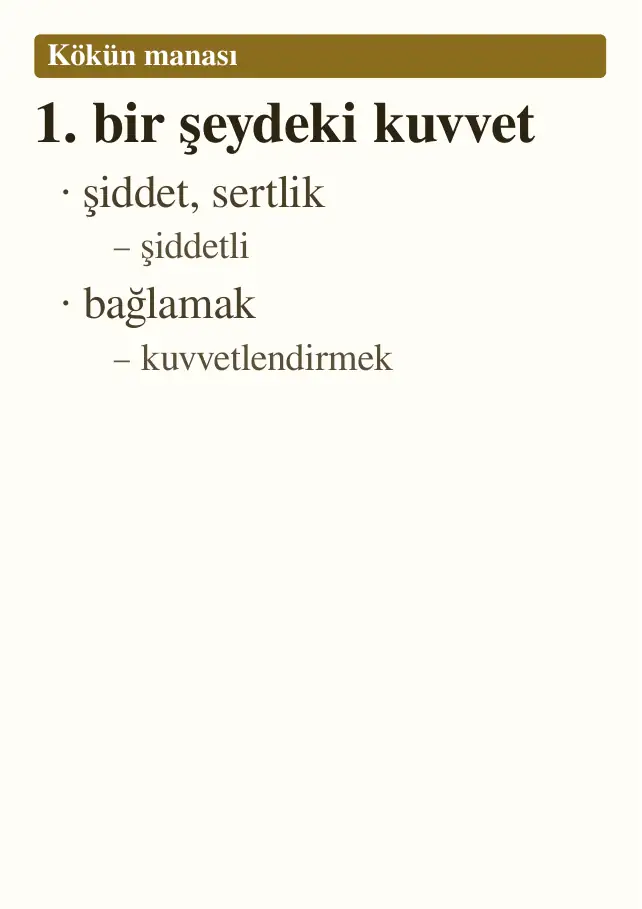 Kökün manası
1. bir şeydeki kuvvet
· şiddet, sertlik
– şiddetli
· bağlamak
– kuvvetlendirmek